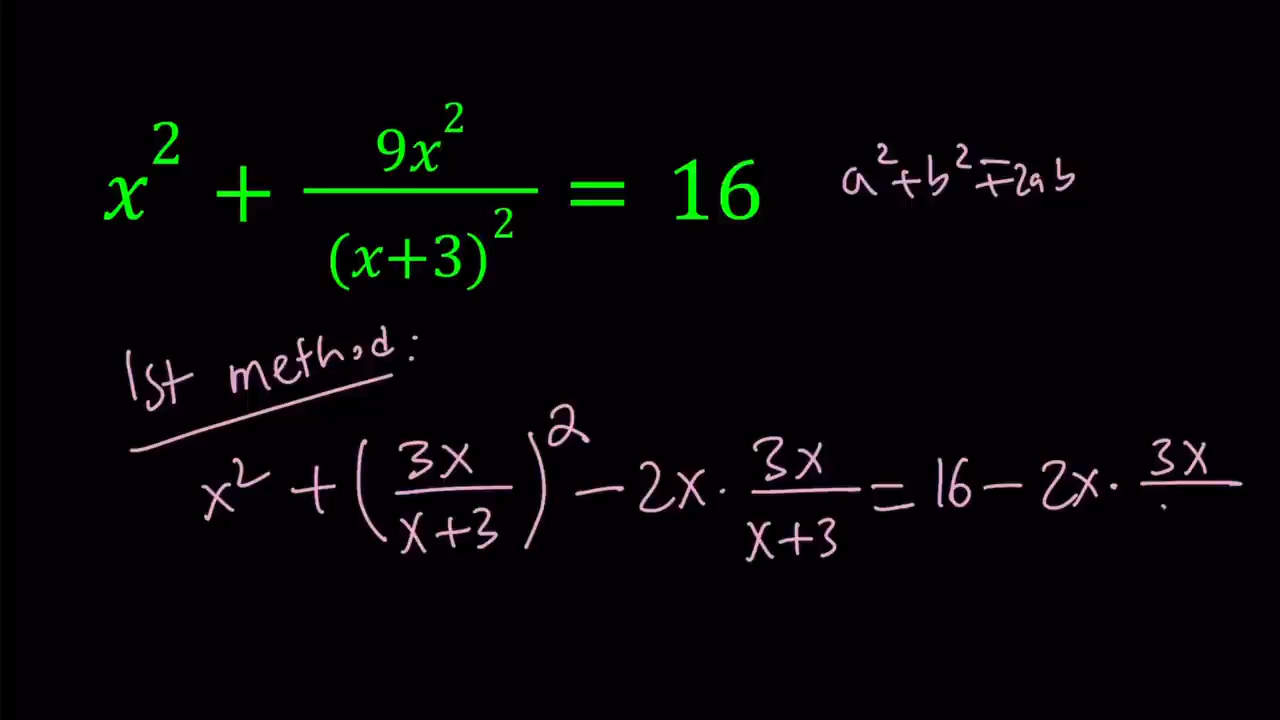 x² + 9x²/(x+3)² = 16 a²+b²∓2ab
1st method:
x² + (3x/(x+3))² − 2x · 3x/(x+3) = 16 − 2x · 3x/